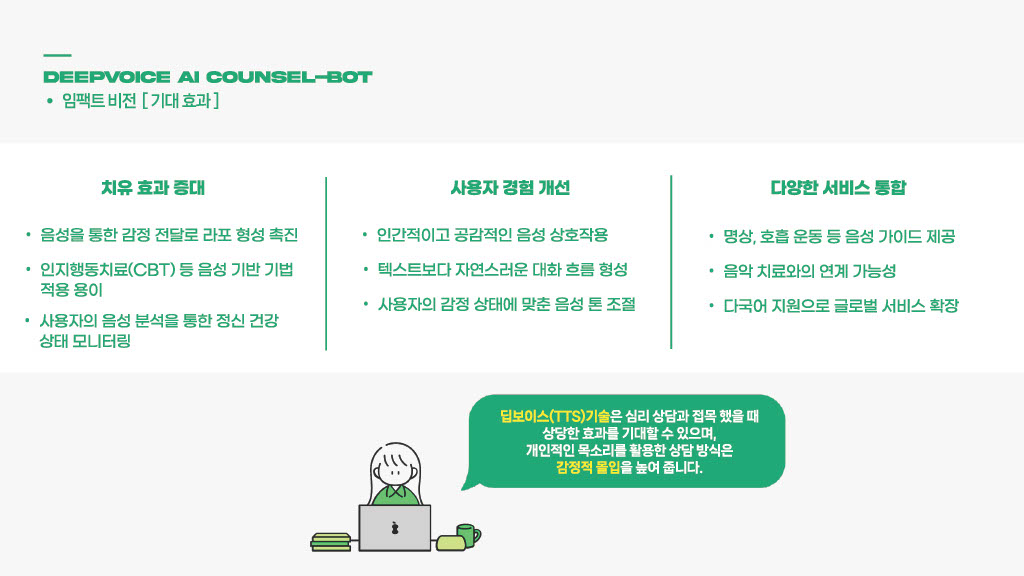 DEEPVOICE AI COUNSEL-BOT
• 임팩트 비전 [ 기대 효과 ]
치유 효과 증대
• 음성을 통한 감정 전달로 라포 형성 촉진
• 인지행동치료(CBT) 등 음성 기반 기법
적용 용이
• 사용자의 음성 분석을 통한 정신 건강
상태 모니터링
사용자 경험 개선
• 인간적이고 공감적인 음성 상호작용
• 텍스트보다 자연스러운 대화 흐름 형성
• 사용자의 감정 상태에 맞춘 음성 톤 조절
다양한 서비스 통합
• 명상, 호흡 운동 등 음성 가이드 제공
• 음악 치료와의 연계 가능성
• 다국어 지원으로 글로벌 서비스 확장
딥보이스(TTS)기술은 심리 상담과 접목 했을 때
상당한 효과를 기대할 수 있으며,
개인적인 목소리를 활용한 상담 방식은
감정적 몰입을 높여 줍니다.